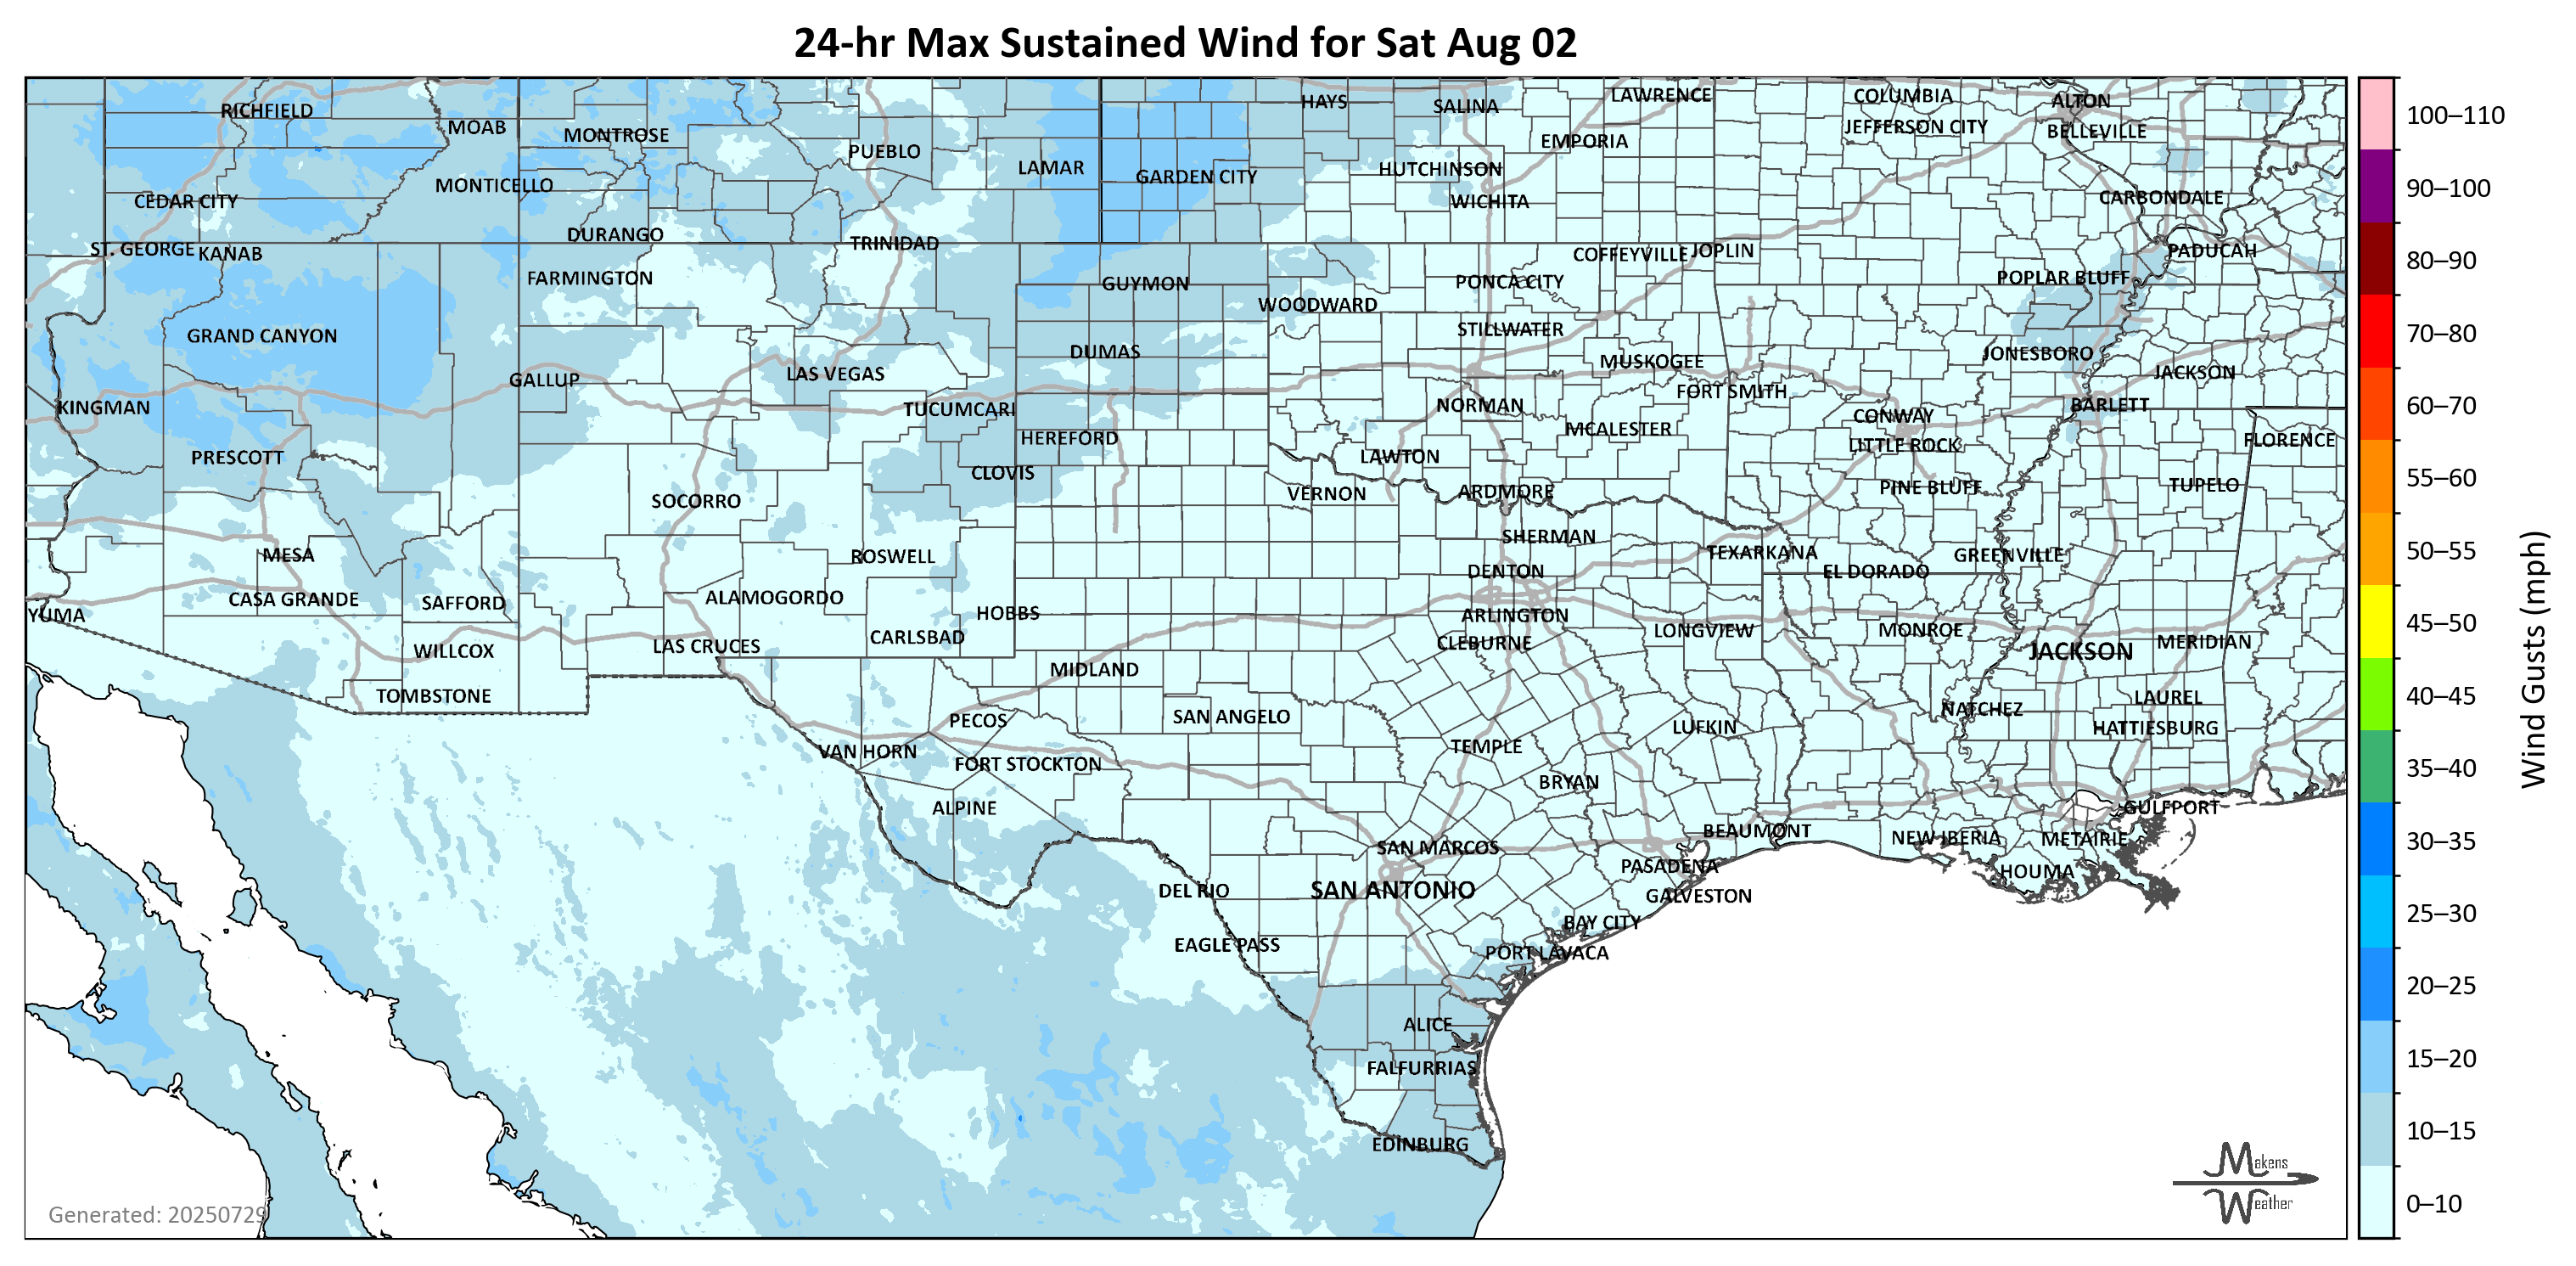 24-hr Max Sustained Wind for Sat Aug 02
RICHFIELD
MOAB
MONTROSE
PUEBLO
LAMAR
HAYS
SALINA
LAWRENCE
COLUMBIA
ALTON
EMPORIA
JEFFERSON CITY
BELLEVILLE
CEDAR CITY
MONTICELLO
GARDEN CITY
HUTCHINSON
WICHITA
CARBONDALE
ST. GEORGE
KANAB
DURANGO
TRINIDAD
COFFEYVILLE
JOPLIN
PADUCAH
FARMINGTON
GUYMON
WOODWARD
PONCA CITY
POPLAR BLUFF
GRAND CANYON
DUMAS
STILLWATER
MUSKOGEE
JONESBORO
JACKSON
GALLUP
LAS VEGAS
FORT SMITH
KINGMAN
TUCUMCARI
NORMAN
CONWAY
BARLETT
HEREFORD
MCALESTER
LITTLE ROCK
FLORENCE
PRESCOTT
CLOVIS
LAWTON
SOCORRO
VERNON
ARDMORE
PINE BLUFF
TUPELO
MESA
ROSWELL
SHERMAN
TEXARKANA
GREENVILLE
DENTON
EL DORADO
CASA GRANDE
SAFFORD
ALAMOGORDO
YUMA
HOBBS
ARLINGTON
WILLCOX
LAS CRUCES
CARLSBAD
CLEBURNE
LONGVIEW
MONROE
JACKSON
MERIDIAN
TOMBSTONE
MIDLAND
LAUREL
PECOS
SAN ANGELO
LUFKIN
NATCHEZ
HATTIESBURG
VAN HORN
FORT STOCKTON
TEMPLE
BRYAN
ALPINE
GULFPORT
SAN MARCOS
BEAUMONT
NEW IBERIA
METAIRIE
DEL RIO
SAN ANTONIO
PASADENA
HOUMA
GALVESTON
EAGLE PASS
BAY CITY
PORT LAVACA
ALICE
FALFURRIAS
EDINBURG
Generated: 20250729
Makens
Weather
100–110
90–100
80–90
70–80
60–70
55–60
50–55
45–50
40–45
35–40
30–35
25–30
20–25
15–20
10–15
0–10
Wind Gusts (mph)